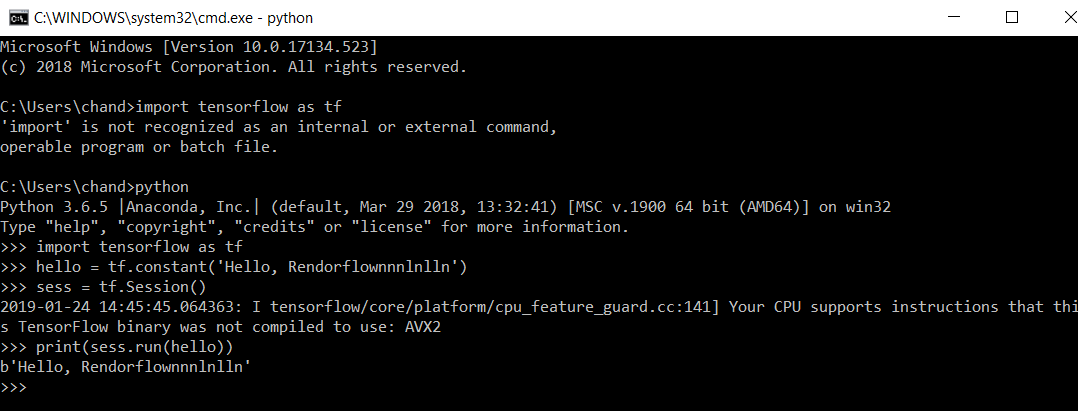 C:\WINDOWS\system32\cmd.exe - python
Microsoft Windows [Version 10.0.17134.523]
(c) 2018 Microsoft Corporation. All rights reserved.
C:\Users\chand>import tensorflow as tf
'import' is not recognized as an internal or external command,
operable program or batch file.
C:\Users\chand>python
Python 3.6.5 |Anaconda, Inc.| (default, Mar 29 2018, 13:32:41) [MSC v.1900 64 bit (AMD64)] on win32
Type "help", "copyright", "credits" or "license" for more information.
>>> import tensorflow as tf
>>> hello = tf.constant('Hello, Rendorflownnnlnlln')
>>> sess = tf.Session()
2019-01-24 14:45:45.064363: I tensorflow/core/platform/cpu_feature_guard.cc:141] Your CPU supports instructions that thi
s TensorFlow binary was not compiled to use: AVX2
>>> print(sess.run(hello))
b'Hello, Rendorflownnnlnlln'
>>>